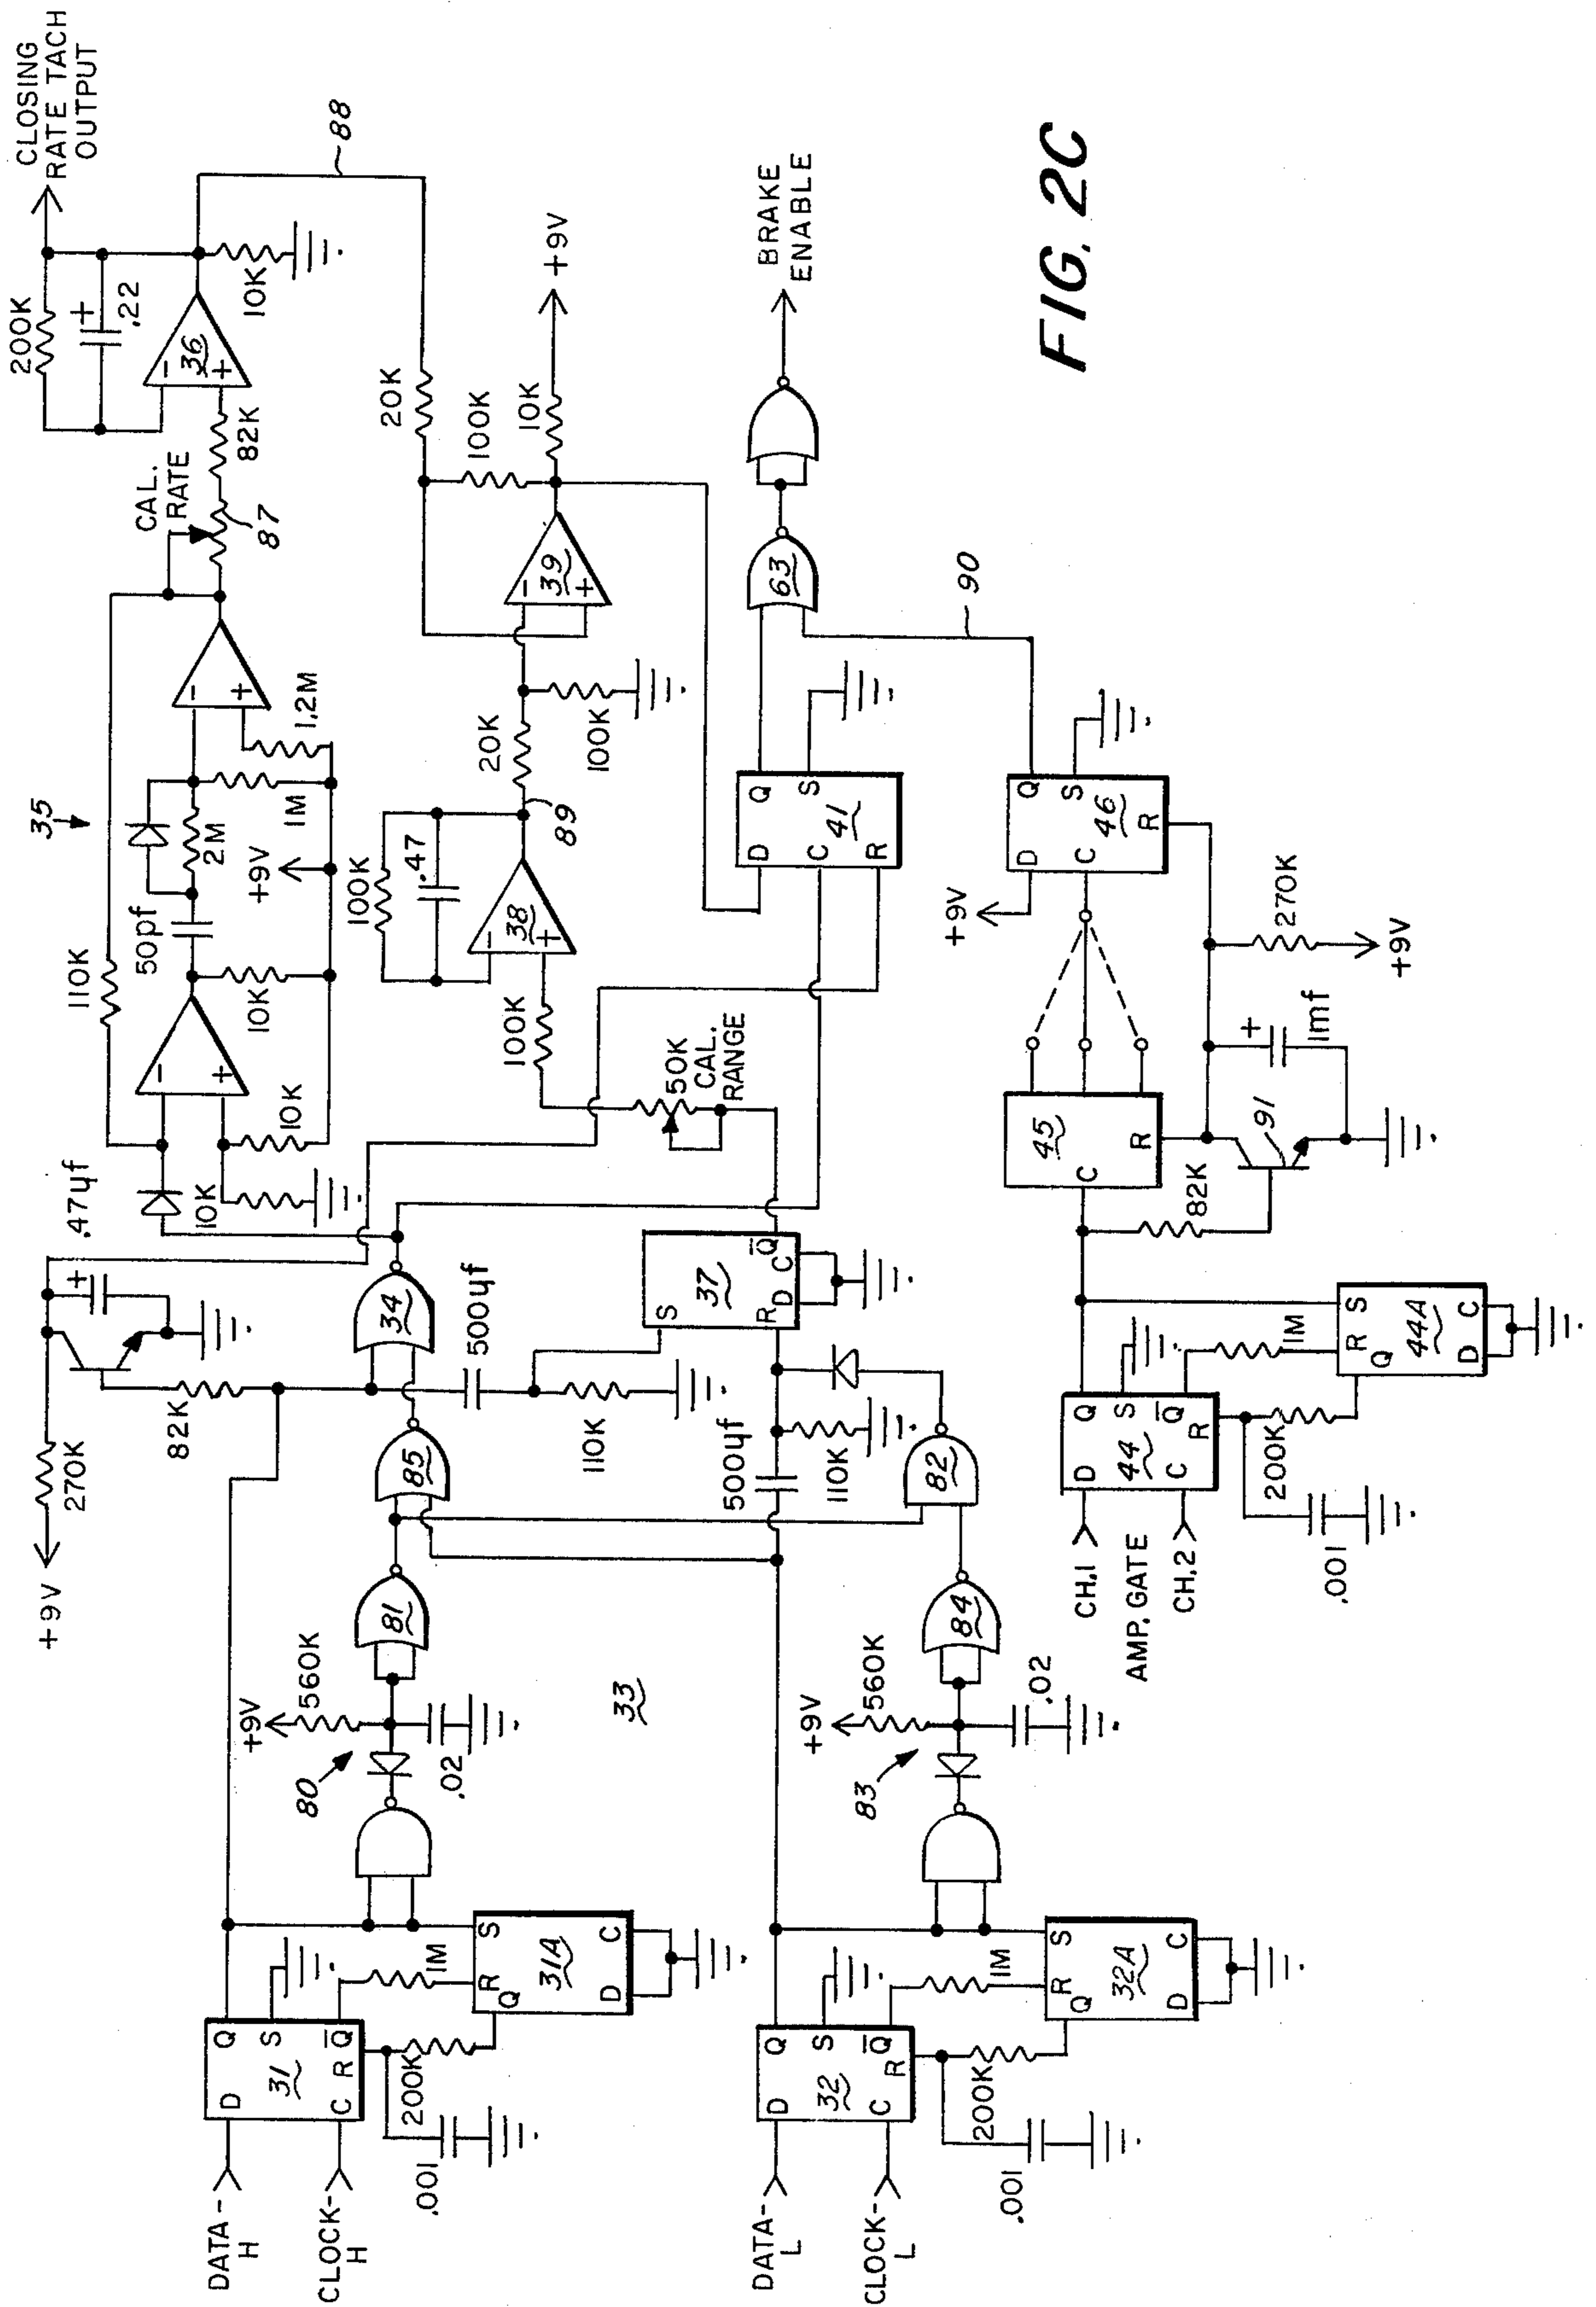 CLOSING
RATE TACH
OUTPUT
200K
+
.22
-
36
+
10K
88
CAL.
RATE
82K
87
35
110K
50pf
2M
1M
1.2M
-
+
+9V
10K
-
+
10K
10K
.47µf
+
270K
+9V
82K
20K
100K
10K
+9V
-
39
+
20K
100K
89
100K
.47
-
38
+
100K
50K
CAL.
RANGE
BRAKE
ENABLE
63
90
D
Q
S
C
R
41
34
500µf
110K
S
37
R
D
C
Q
500µf
110K
85
82
81
+9V
560K
80
.02
33
84
+9V
560K
83
.02
DATA-
H
CLOCK-
H
D
Q
S
31
Q
C
R
1M
200K
.001
S
R
Q
31A
D
C
DATA-
L
CLOCK-
L
D
Q
S
32
Q
C
R
1M
200K
.001
S
R
Q
32A
D
C
CH.1
AMP. GATE
CH.2
D
Q
S
44
Q
C
R
1M
200K
.001
S
R
Q
44A
D
C
45
C
R
82K
91
+
1mf
270K
+9V
+9V
D
Q
S
C
46
R
FIG. 2C